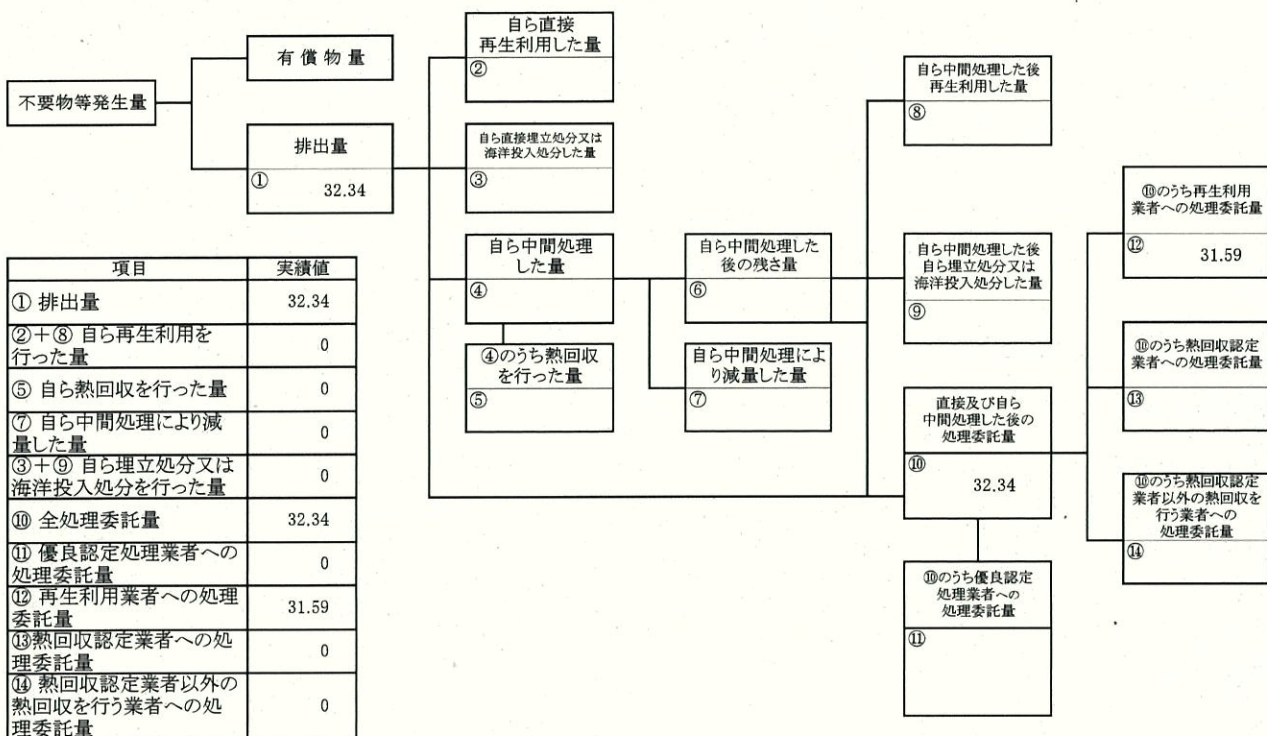 不要物等発生量
有償物量
排出量
①
32.34
自ら直接
再生利用した量
②
自ら直接埋立処分又は
海洋投入処分した量
③
自ら中間処理
した量
④
④のうち熱回収
を行った量
⑤
自ら中間処理した
後の残さ量
⑥
自ら中間処理によ
り減量した量
⑦
自ら中間処理した後
再生利用した量
⑧
自ら中間処理した後
自ら埋立処分又は
海洋投入処分した量
⑨
直接及び自ら
中間処理した後の
処理委託量
⑩
32.34
⑩のうち優良認定
処理業者への
処理委託量
⑪
⑩のうち再生利用
業者への処理委託量
⑫
31.59
⑩のうち熱回収認定
業者への処理委託量
⑬
⑩のうち熱回収認定
業者以外の熱回収を
行う業者への
処理委託量
⑭
項目 実績値
① 排出量 32.34
②+⑧ 自ら再生利用を
行った量 0
⑤ 自ら熱回収を行った量 0
⑦ 自ら中間処理により減
量した量 0
③+⑨ 自ら埋立処分又は
海洋投入処分を行った量 0
⑩ 全処理委託量 32.34
⑪ 優良認定処理業者への
処理委託量 0
⑫ 再生利用業者への処理
委託量 31.59
⑬熱回収認定業者への処
理委託量 0
⑭ 熱回収認定業者以外の
熱回収を行う業者への処
理委託量 0